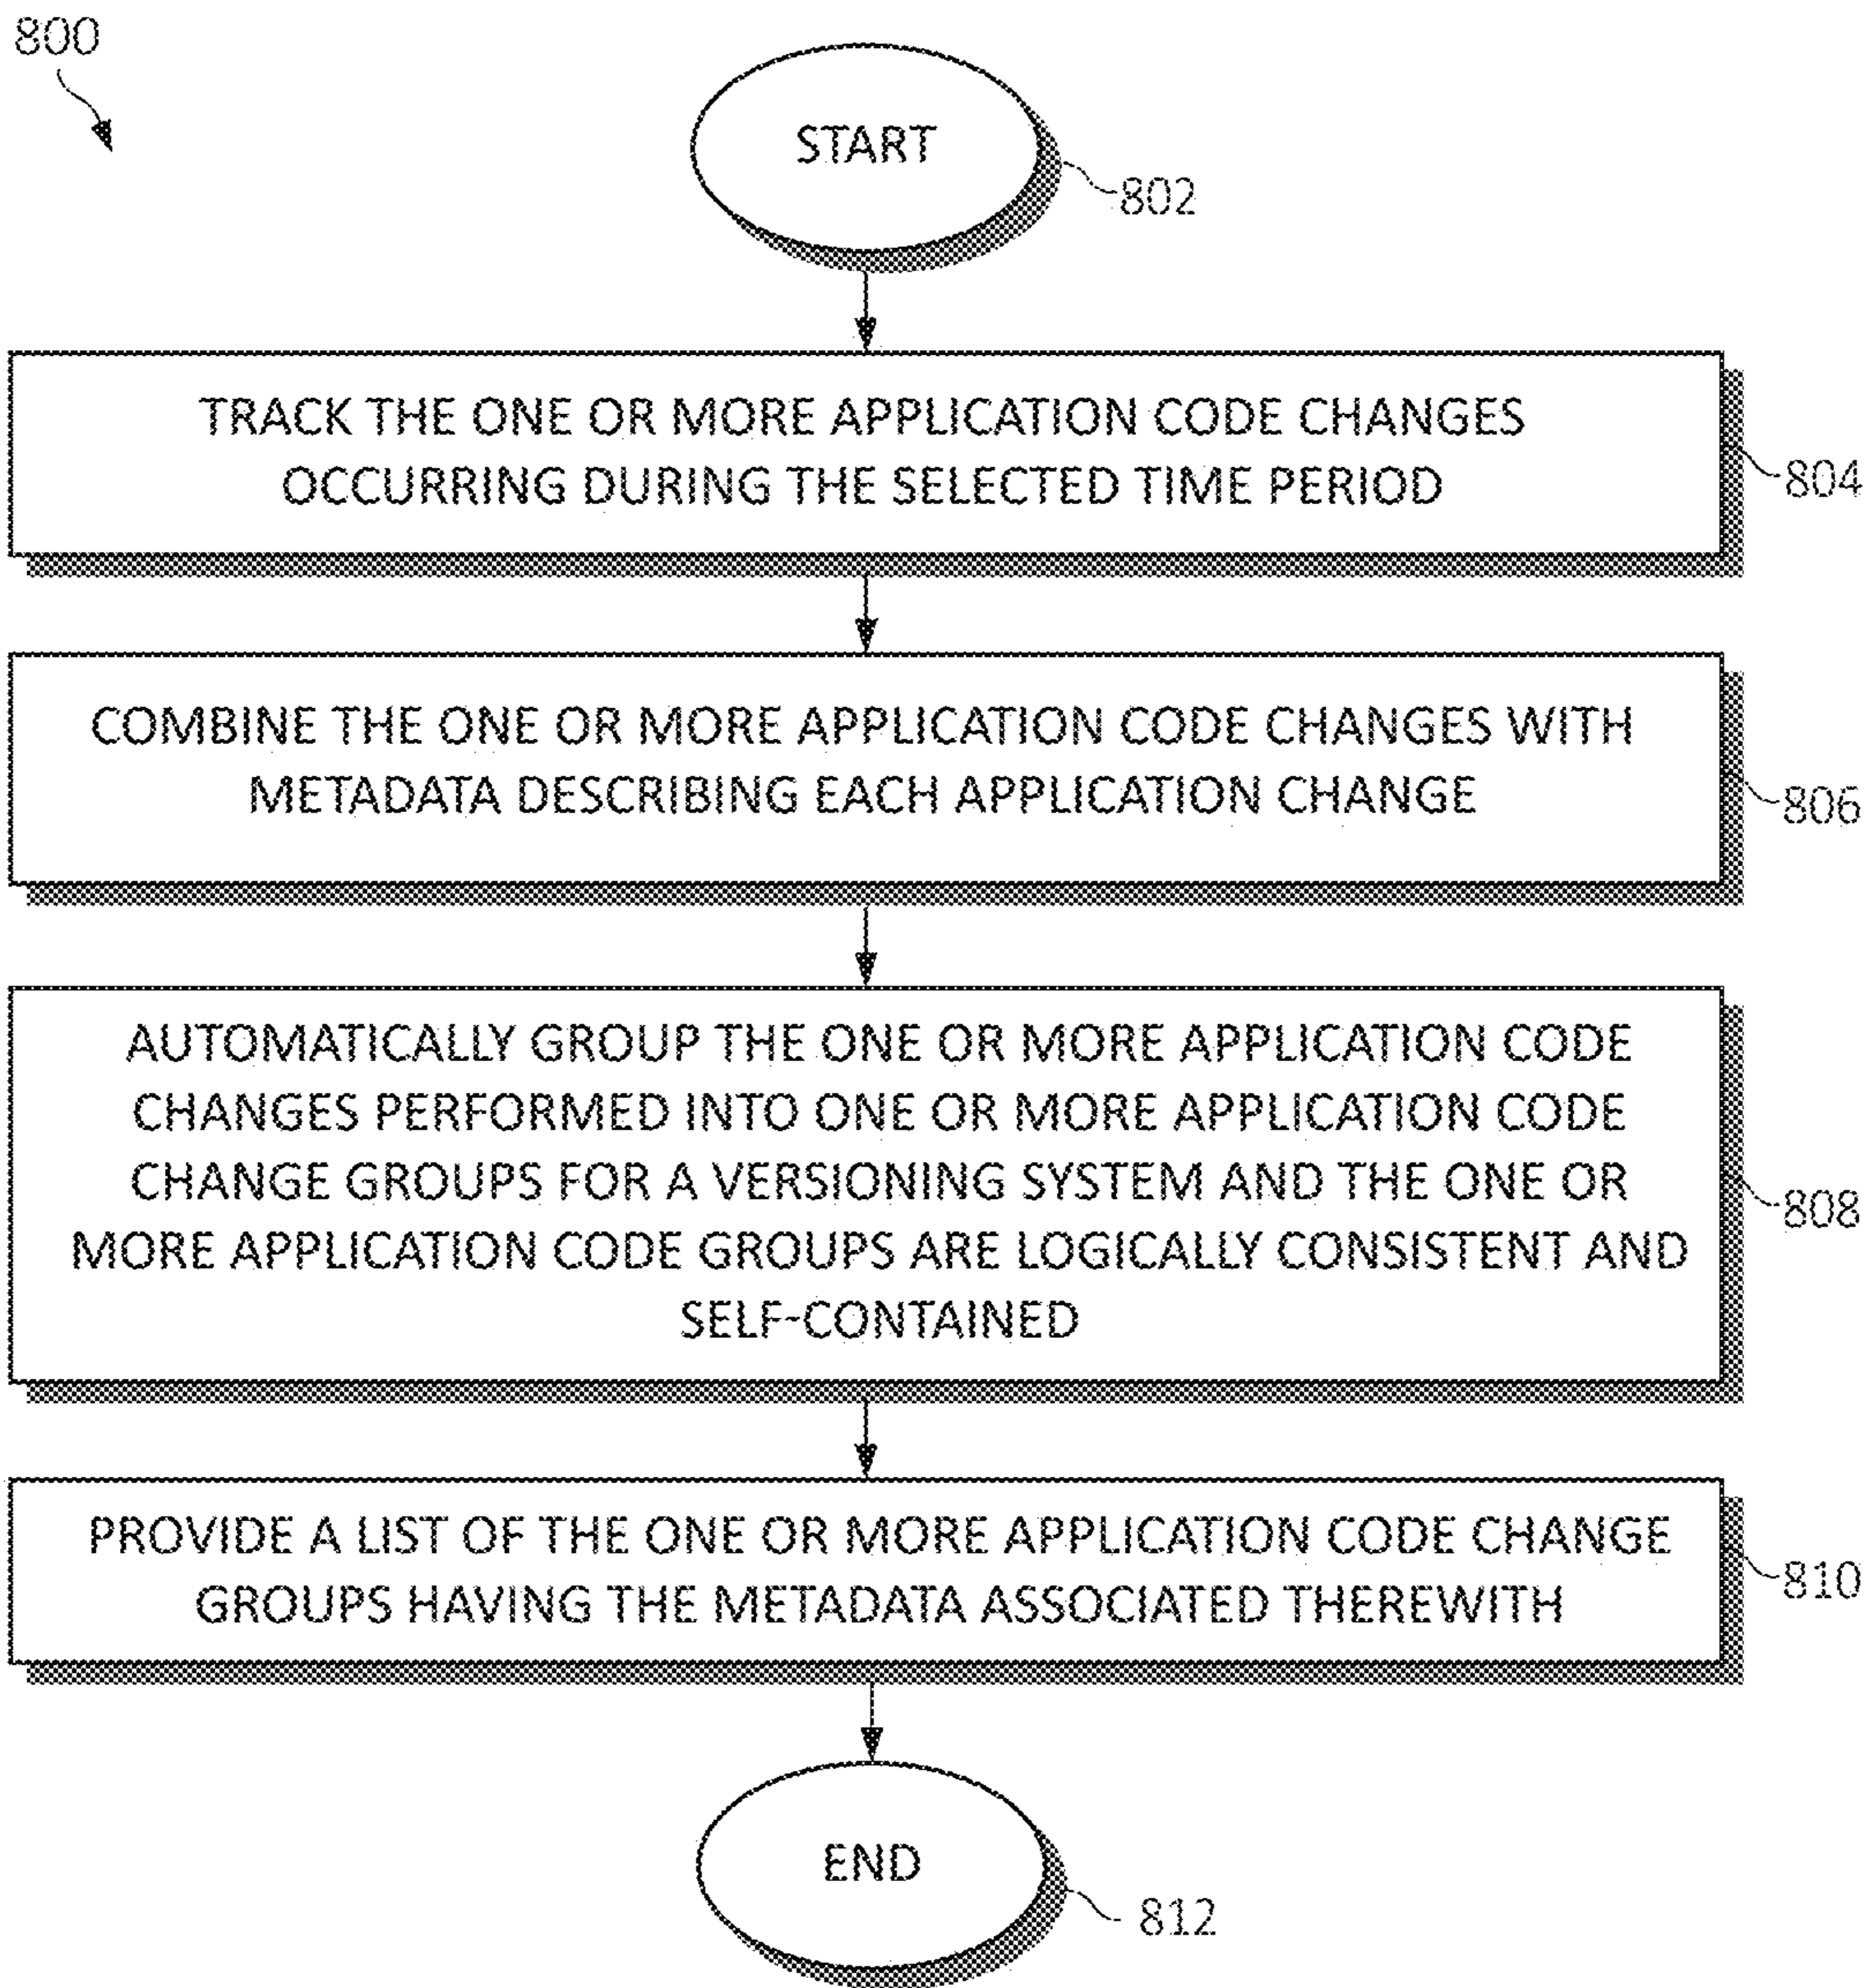 800
START
802
TRACK THE ONE OR MORE APPLICATION CODE CHANGES
OCCURRING DURING THE SELECTED TIME PERIOD
804
COMBINE THE ONE OR MORE APPLICATION CODE CHANGES WITH
METADATA DESCRIBING EACH APPLICATION CHANGE
806
AUTOMATICALLY GROUP THE ONE OR MORE APPLICATION CODE
CHANGES PERFORMED INTO ONE OR MORE APPLICATION CODE
CHANGE GROUPS FOR A VERSIONING SYSTEM AND THE ONE OR
MORE APPLICATION CODE GROUPS ARE LOGICALLY CONSISTENT AND
SELF-CONTAINED
808
PROVIDE A LIST OF THE ONE OR MORE APPLICATION CODE CHANGE
GROUPS HAVING THE METADATA ASSOCIATED THEREWITH
810
END
812